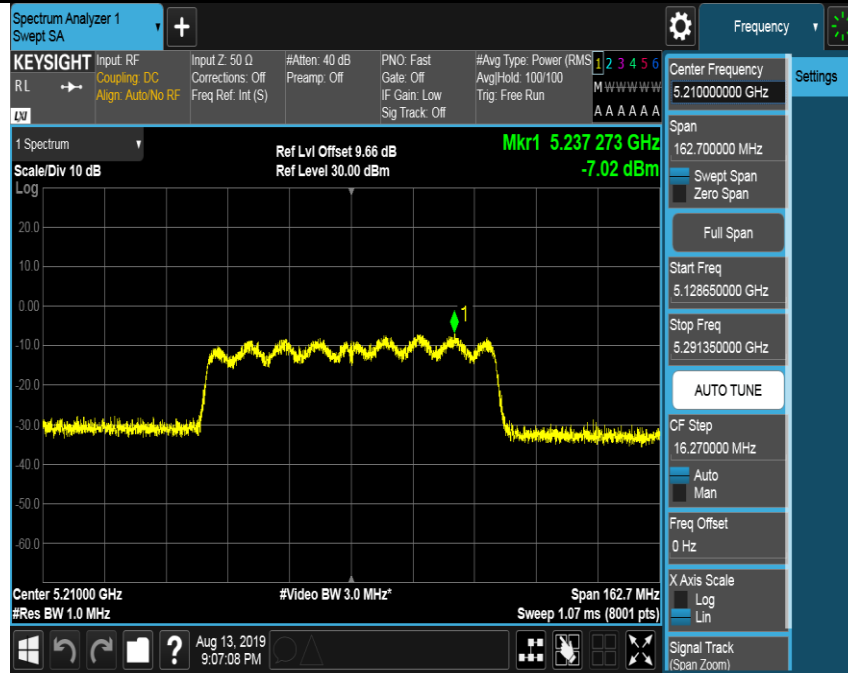 Spectrum Analyzer 1
Swept SA
+
Frequency
KEYSIGHT
RL
LXI
Input: RF
Coupling: DC
Align: Auto/No RF
Input Z: 50 Ω
Corrections: Off
Freq Ref: Int (S)
#Atten: 40 dB
Preamp: Off
PNO: Fast
Gate: Off
IF Gain: Low
Sig Track: Off
#Avg Type: Power (RMS
Avg|Hold: 100/100
Trig: Free Run
1 2 3 4 5 6
M W W W W W
A A A A A A
1 Spectrum
Scale/Div 10 dB
Log
Ref Lvl Offset 9.66 dB
Ref Level 30.00 dBm
Mkr1 5.237 273 GHz
-7.02 dBm
20.0
10.0
0.00
-10.0
-20.0
-30.0
-40.0
-50.0
-60.0
1
Center 5.21000 GHz
#Res BW 1.0 MHz
#Video BW 3.0 MHz*
Span 162.7 MHz
Sweep 1.07 ms (8001 pts)
?
Aug 13, 2019
9:07:08 PM
Center Frequency
5.210000000 GHz
Span
162.700000 MHz
Swept Span
Zero Span
Full Span
Start Freq
5.128650000 GHz
Stop Freq
5.291350000 GHz
AUTO TUNE
CF Step
16.270000 MHz
Auto
Man
Freq Offset
0 Hz
X Axis Scale
Log
Lin
Signal Track
(Span Zoom)
Settings